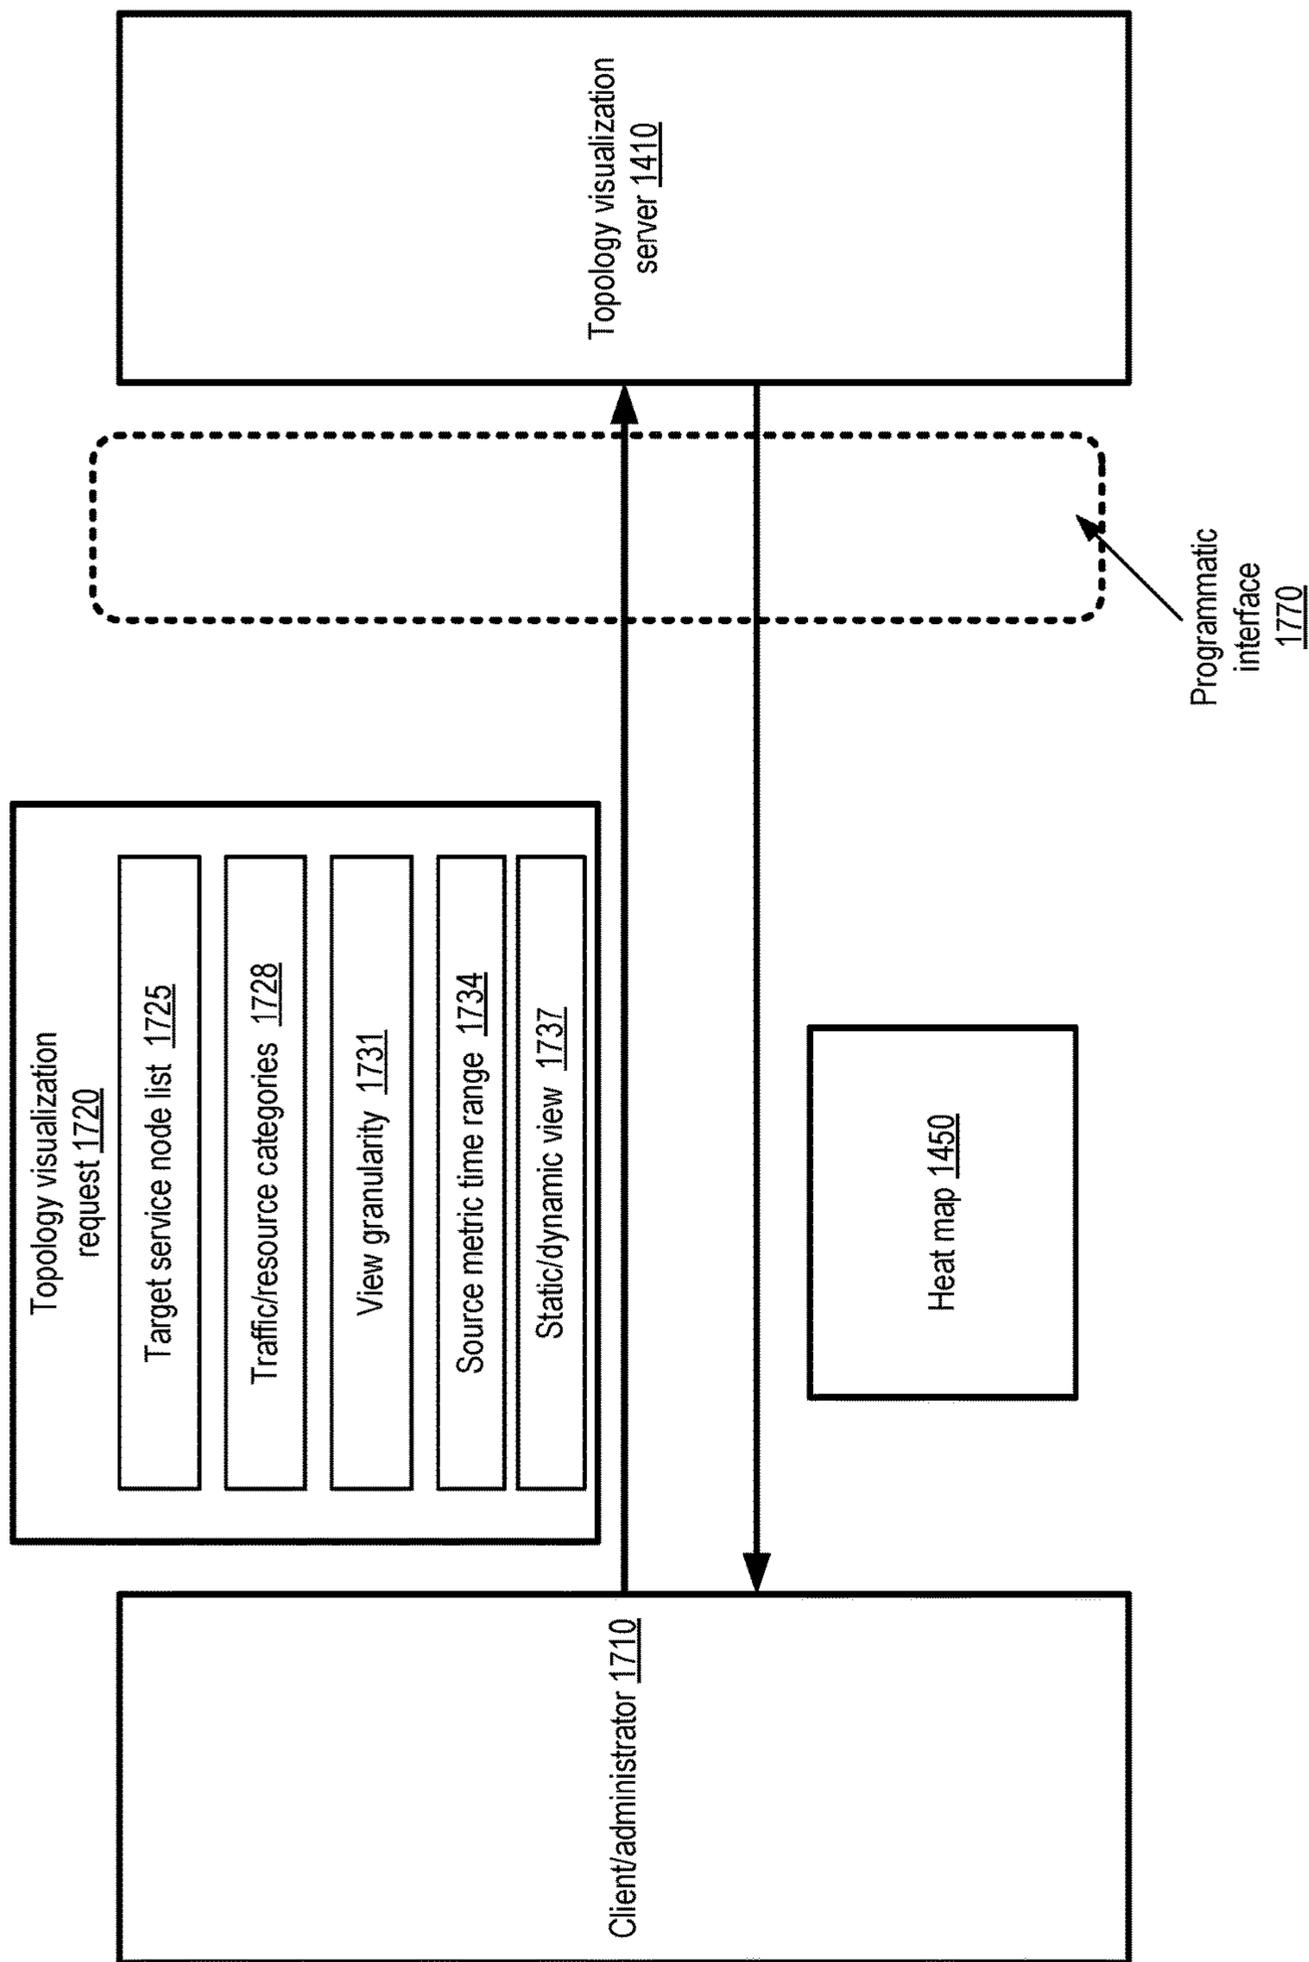 Topology visualization
request 1720
Target service node list 1725
Traffic/resource categories 1728
View granularity 1731
Source metric time range 1734
Static/dynamic view 1737
Client/administrator 1710
Topology visualization
server 1410
Heat map 1450
Programmatic
interface
1770